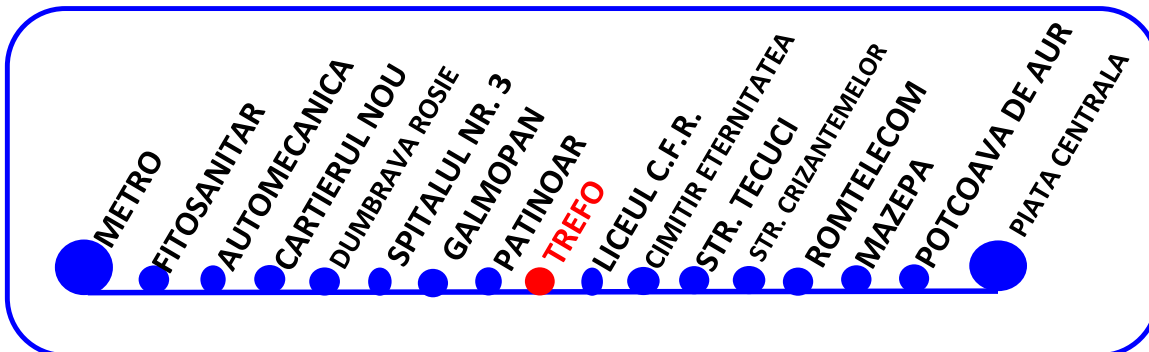 METRO
FITOSANITAR
AUTOMECANICA
CARTIERUL NOU
DUMBRAVA ROSIE
SPITALUL NR. 3
GALMOPAN
PATINOAR
TREFO
LICEUL C.F.R.
CIMITIR ETERNITATEA
STR. TECUCI
STR. CRIZANTEMELOR
ROMTELECOM
MAZEPA
POTCOAVA DE AUR
PIATA CENTRALA